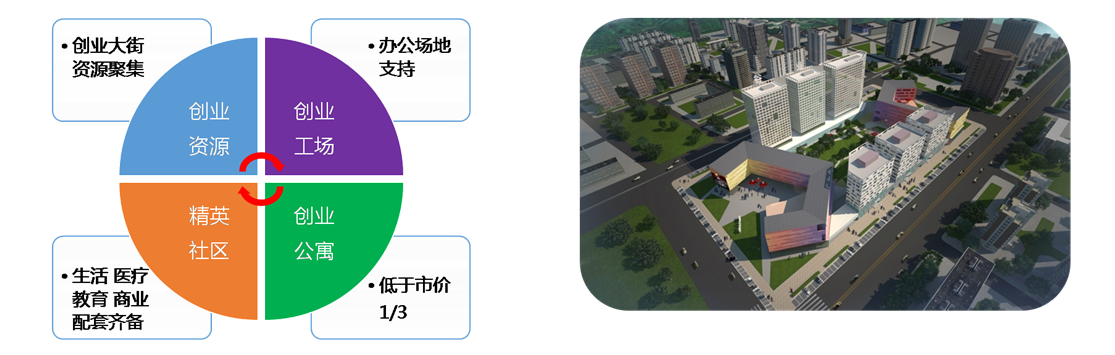 • 创业大街
资源聚集
• 办公场地
支持
创业
资源
创业
工场
精英
社区
创业
公寓
• 生活 医疗
教育 商业
配套齐备
• 低于市价
1/3